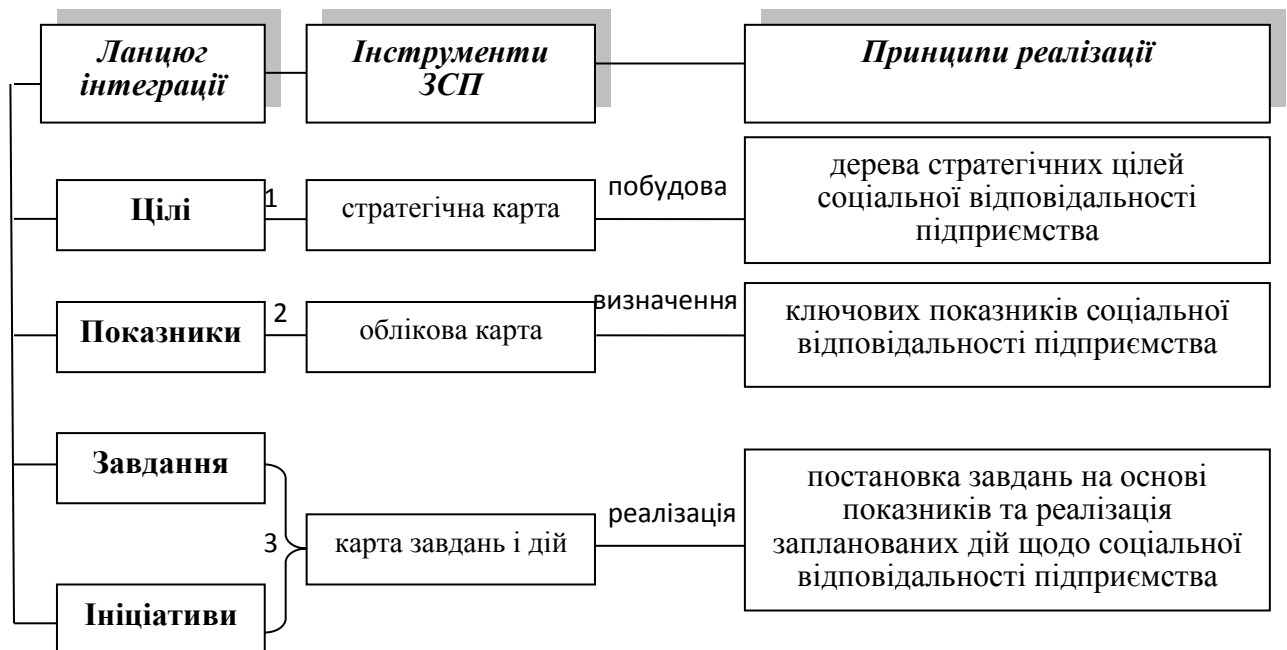 Ланцюг
інтеграції
Інструменти
ЗСП
Принципи реалізації
Цілі
1
стратегічна карта
побудова
дерева стратегічних цілей
соціальної відповідальності
підприємства
Показники
2
облікова карта
визначення
ключових показників соціальної
відповідальності підприємства
Завдання
Ініціативи
3
карта завдань і дій
реалізація
постановка завдань на основі
показників та реалізація
запланованих дій щодо соціальної
відповідальності підприємства